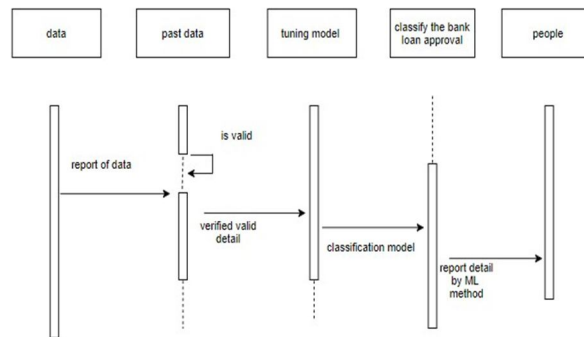 data
past data
tuning model
classify the bank
loan approval
people
is valid
report of data
verified valid
detail
classification model
report detail
by ML
method